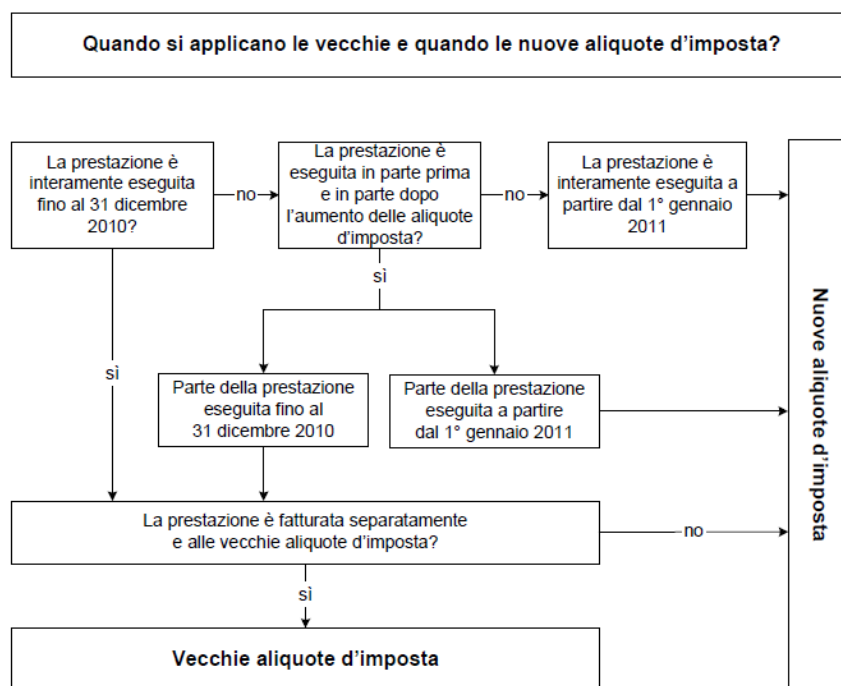 Quando si applicano le vecchie e quando le nuove aliquote d'imposta?
La prestazione è
interamente eseguita
fino al 31 dicembre
2010?
no
La prestazione è
eseguita in parte prima
e in parte dopo
l'aumento delle aliquote
d'imposta?
no
La prestazione è
interamente eseguita a
partire dal 1° gennaio
2011
sì
sì
Parte della prestazione
eseguita fino al
31 dicembre 2010
Parte della prestazione
eseguita a partire
dal 1° gennaio 2011
Nuove aliquote d'imposta
La prestazione è fatturata separatamente
e alle vecchie aliquote d'imposta?
no
sì
Vecchie aliquote d'imposta